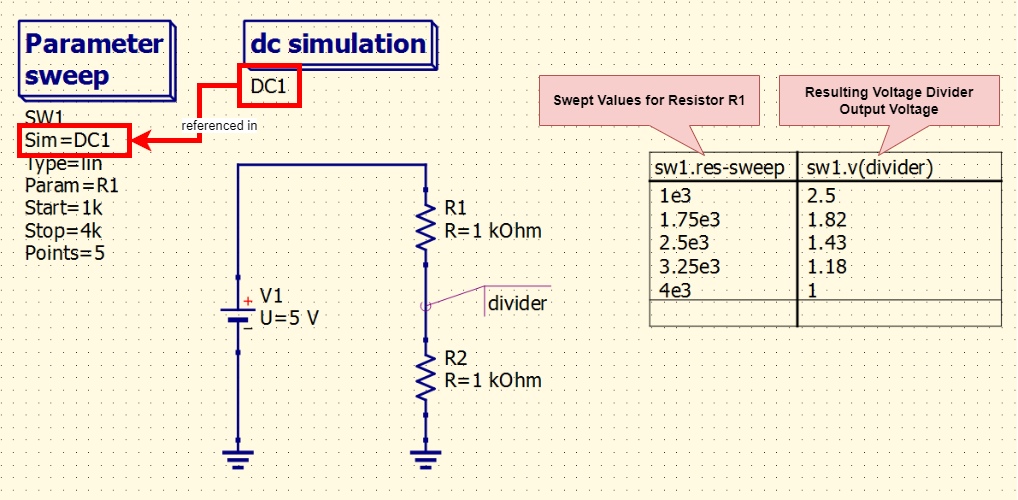 Parameter
sweep
dc simulation
DC1
referenced in
SW1
Sim=DC1
Type=lin
Param=R1
Start=1k
Stop=4k
Points=5
V1
U=5 V
+
−
R1
R=1 kOhm
divider
R2
R=1 kOhm
Swept Values for Resistor R1
Resulting Voltage Divider
Output Voltage
sw1.res-sweep sw1.v(divider)
1e3 2.5
1.75e3 1.82
2.5e3 1.43
3.25e3 1.18
4e3 1